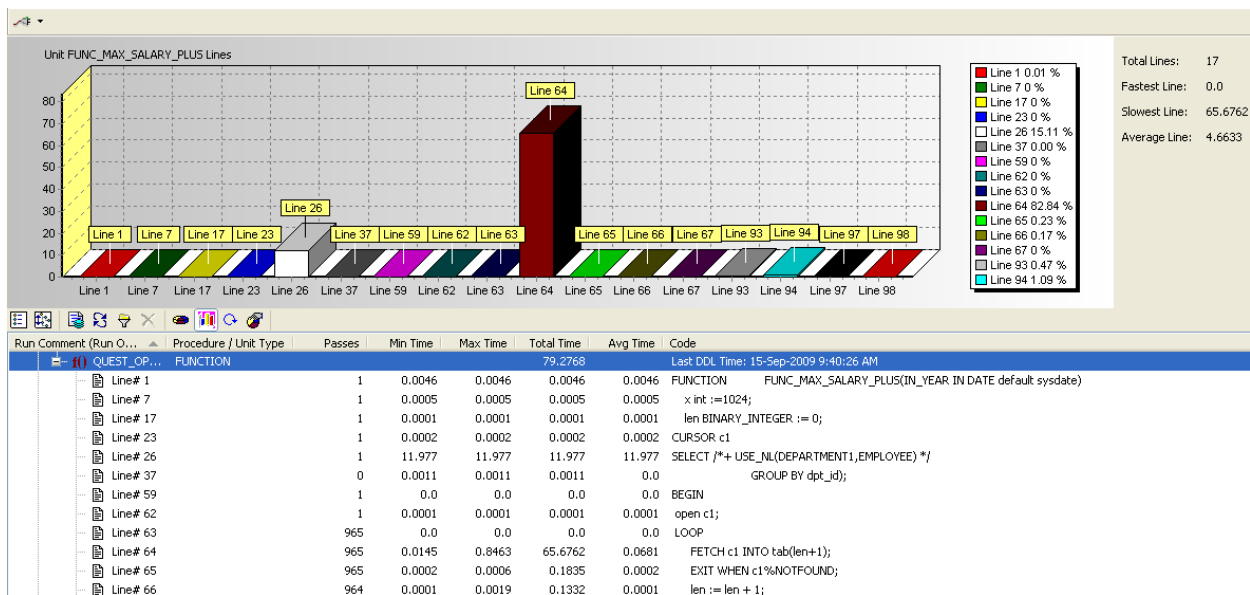 Unit FUNC_MAX_SALARY_PLUS Lines
80
70
60
50
40
30
20
10
0
Line 1
Line 7
Line 17
Line 23
Line 26
Line 37
Line 59
Line 62
Line 63
Line 64
Line 65
Line 66
Line 67
Line 93
Line 94
Line 97
Line 98
Line 1 Line 7 Line 17 Line 23 Line 26 Line 37 Line 59 Line 62 Line 63 Line 64 Line 65 Line 66 Line 67 Line 93 Line 94 Line 97 Line 98
Line 1 0.01 %
Line 7 0 %
Line 17 0 %
Line 23 0 %
Line 26 15.11 %
Line 37 0.00 %
Line 59 0 %
Line 62 0 %
Line 63 0 %
Line 64 82.84 %
Line 65 0.23 %
Line 66 0.17 %
Line 67 0 %
Line 93 0.47 %
Line 94 1.09 %
Total Lines: 17
Fastest Line: 0.0
Slowest Line: 65.6762
Average Line: 4.6633
Run Comment (Run O... Procedure / Unit Type Passes Min Time Max Time Total Time Avg Time Code
f() QUEST_OP... FUNCTION 79.2768 Last DDL Time: 15-Sep-2009 9:40:26 AM
Line# 1 1 0.0046 0.0046 0.0046 0.0046 FUNCTION FUNC_MAX_SALARY_PLUS(IN_YEAR IN DATE default sysdate)
Line# 7 1 0.0005 0.0005 0.0005 0.0005 x int :=1024;
Line# 17 1 0.0001 0.0001 0.0001 0.0001 len BINARY_INTEGER := 0;
Line# 23 1 0.0002 0.0002 0.0002 0.0002 CURSOR c1
Line# 26 1 11.977 11.977 11.977 11.977 SELECT /*+ USE_NL(DEPARTMENT1,EMPLOYEE) */
Line# 37 0 0.0011 0.0011 0.0011 0.0 GROUP BY dpt_id);
Line# 59 1 0.0 0.0 0.0 0.0 BEGIN
Line# 62 1 0.0001 0.0001 0.0001 0.0001 open c1;
Line# 63 965 0.0 0.0 0.0 0.0 LOOP
Line# 64 965 0.0145 0.8463 65.6762 0.0681 FETCH c1 INTO tab(len+1);
Line# 65 965 0.0002 0.0006 0.1835 0.0002 EXIT WHEN c1%NOTFOUND;
Line# 66 964 0.0001 0.0019 0.1332 0.0001 len := len + 1;